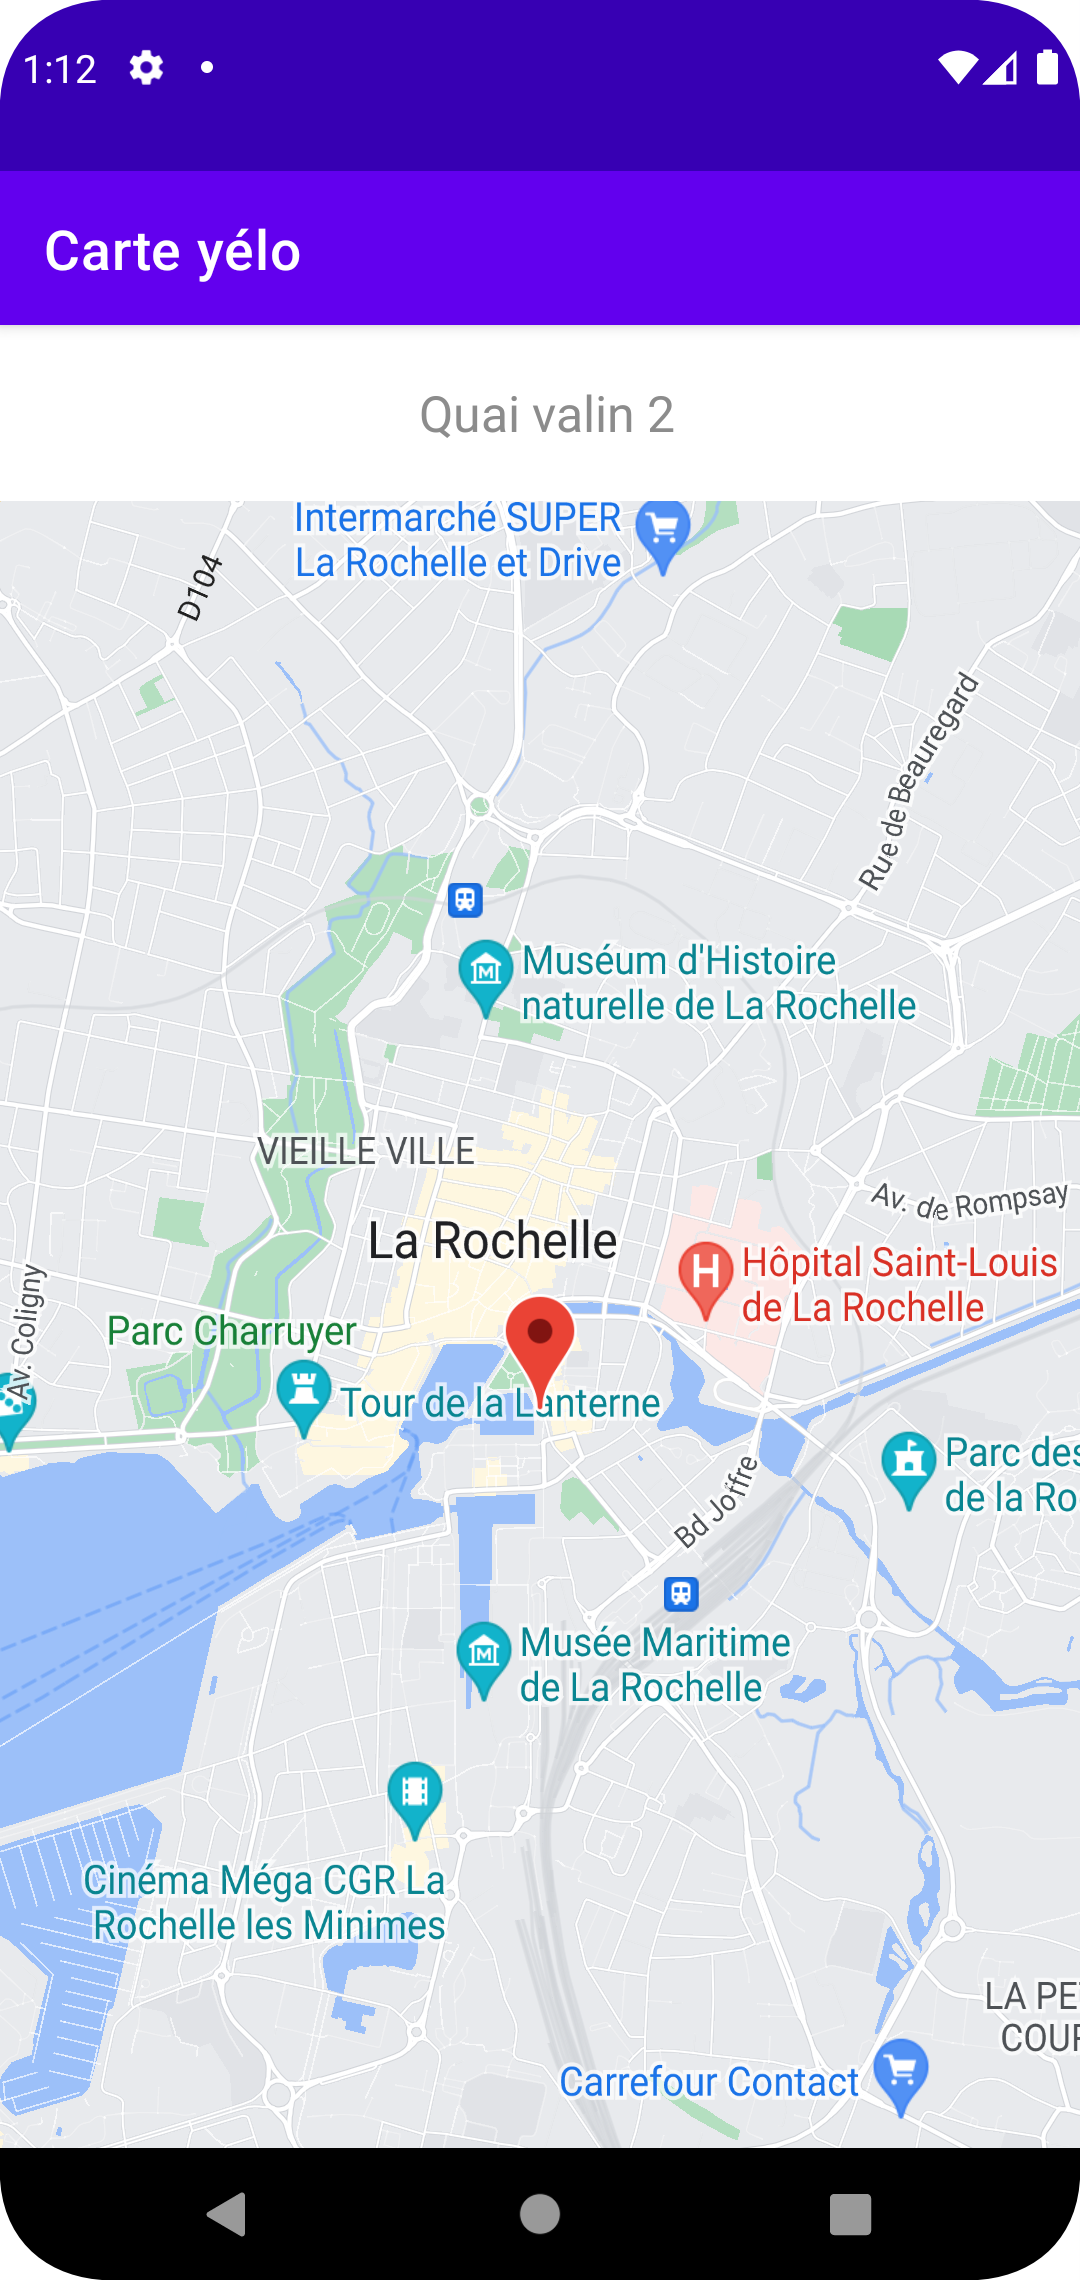 1:12
Carte yélo
Quai valin 2
Intermarché SUPER
La Rochelle et Drive
D104
Rue de Beauregard
Muséum d'Histoire
naturelle de La Rochelle
VIEILLE VILLE
Av. de Rompsay
La Rochelle
Hôpital Saint-Louis
de La Rochelle
Av. Coligny
Parc Charruyer
Tour de la Lanterne
Parc des
de la Ro
Bd Joffre
Musée Maritime
de La Rochelle
Cinéma Méga CGR La
Rochelle les Minimes
LA PE
COUR
Carrefour Contact